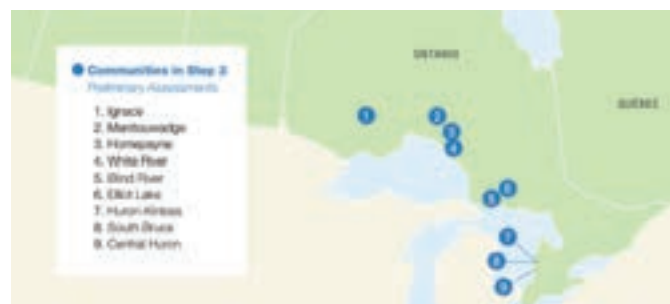 Communities in Step 3
Preliminary Assessments
1. Ignace
2. Manitouwadge
3. Hornepayne
4. White River
5. Blind River
6. Elliot Lake
7. Huron-Kinloss
8. South Bruce
9. Central Huron
ONTARIO
QUEBEC
1
2
3
4
5
6
7
8
9